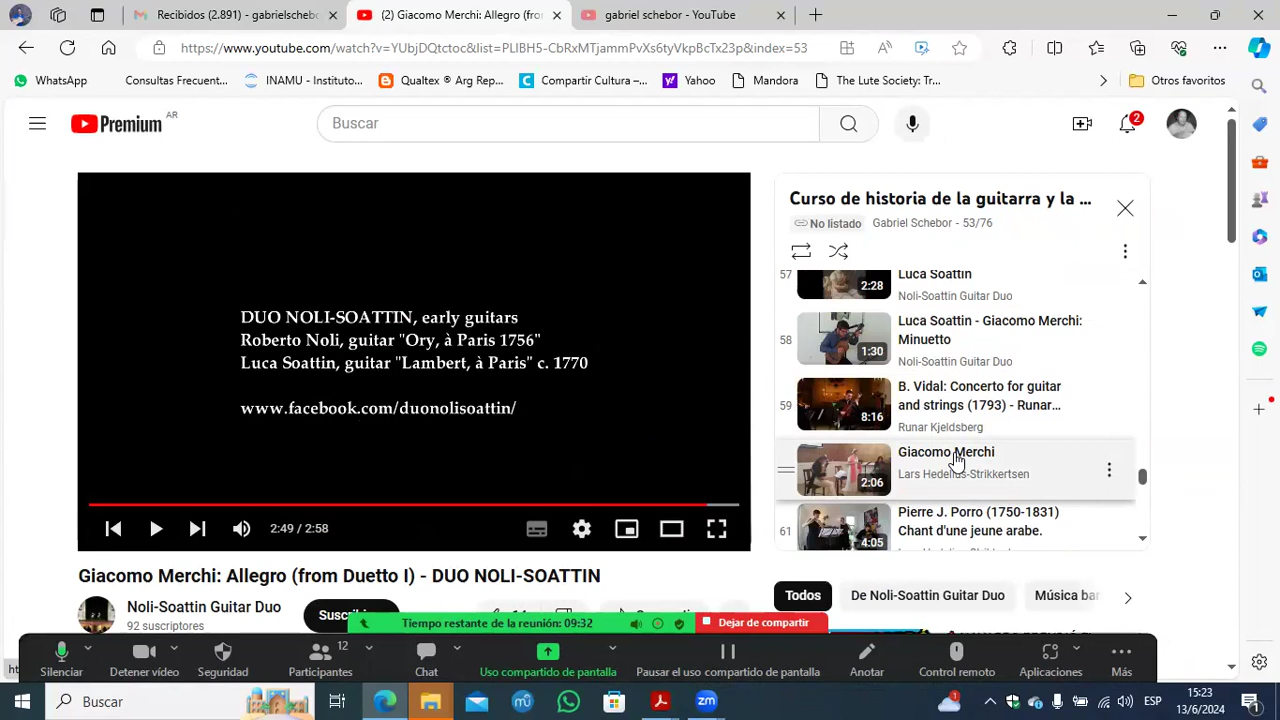 Recibidos (2.891) - gabrielscheb
(2) Giacomo Merchi: Allegro (from
gabriel schebor - YouTube
https://www.youtube.com/watch?v=YUbjDQtctoc&list=PLIBH5-CbRxMTjammPvXs6tyVkpBcTx23p&index=53
WhatsApp
Consultas Frecuent...
INAMU - Instituto...
Qualtex ® Arg Rep...
Compartir Cultura –...
Yahoo
Mandora
The Lute Society: Tr...
Otros favoritos
Premium AR
Buscar
2
DUO NOLI-SOATTIN, early guitars
Roberto Noli, guitar "Ory, à Paris 1756"
Luca Soattin, guitar "Lambert, à Paris" c. 1770
www.facebook.com/duonolisoattin/
2:49 / 2:58
Giacomo Merchi: Allegro (from Duetto I) - DUO NOLI-SOATTIN
Noli-Soattin Guitar Duo
92 suscriptores
Curso de historia de la guitarra y la ...
No listado
Gabriel Schebor - 53/76
57
2:28
Luca Soattin
Noli-Soattin Guitar Duo
58
1:30
Luca Soattin - Giacomo Merchi:
Minuetto
Noli-Soattin Guitar Duo
59
8:16
B. Vidal: Concerto for guitar
and strings (1793) - Runar...
Runar Kjeldsberg
2:06
Giacomo Merchi
Lars Hedelius-Strikkertsen
61
4:05
Pierre J. Porro (1750-1831)
Chant d'une jeune arabe.
Todos
De Noli-Soattin Guitar Duo
Música bar
Tiempo restante de la reunión: 09:32
Dejar de compartir
Silenciar
Detener video
Seguridad
12
Participantes
Chat
Uso compartido de pantalla
Pausar el uso compartido de pantalla
Anotar
Control remoto
Aplicaciones
Más
Buscar
ESP
15:23
13/6/2024